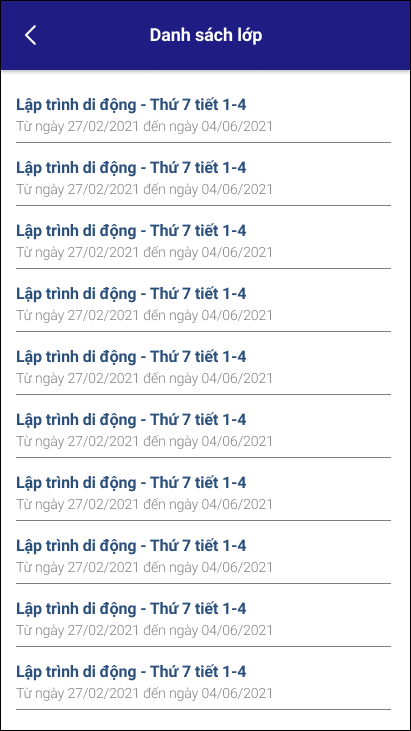 Danh sách lớp
Lập trình di động - Thứ 7 tiết 1-4
Từ ngày 27/02/2021 đến ngày 04/06/2021
Lập trình di động - Thứ 7 tiết 1-4
Từ ngày 27/02/2021 đến ngày 04/06/2021
Lập trình di động - Thứ 7 tiết 1-4
Từ ngày 27/02/2021 đến ngày 04/06/2021
Lập trình di động - Thứ 7 tiết 1-4
Từ ngày 27/02/2021 đến ngày 04/06/2021
Lập trình di động - Thứ 7 tiết 1-4
Từ ngày 27/02/2021 đến ngày 04/06/2021
Lập trình di động - Thứ 7 tiết 1-4
Từ ngày 27/02/2021 đến ngày 04/06/2021
Lập trình di động - Thứ 7 tiết 1-4
Từ ngày 27/02/2021 đến ngày 04/06/2021
Lập trình di động - Thứ 7 tiết 1-4
Từ ngày 27/02/2021 đến ngày 04/06/2021
Lập trình di động - Thứ 7 tiết 1-4
Từ ngày 27/02/2021 đến ngày 04/06/2021
Lập trình di động - Thứ 7 tiết 1-4
Từ ngày 27/02/2021 đến ngày 04/06/2021